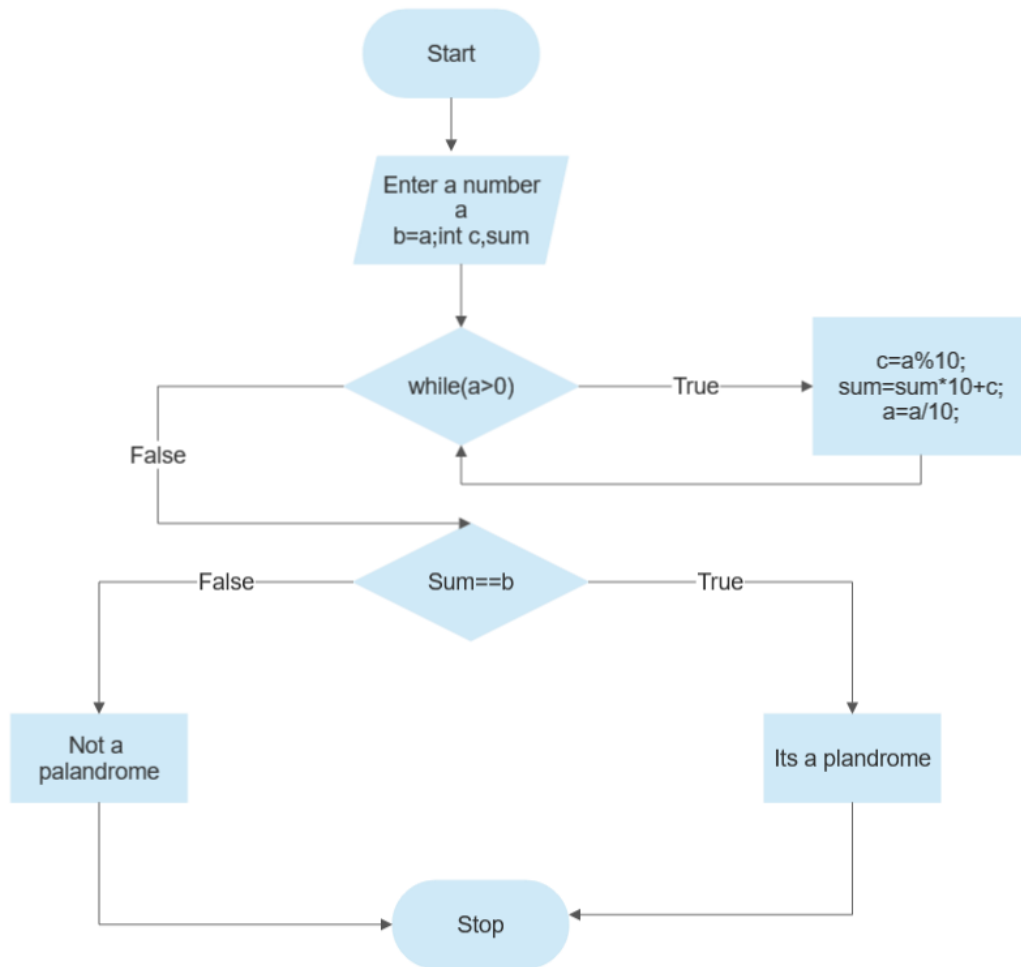 Start
Enter a number
a
b=a;int c,sum
while(a>0)
True
c=a%10;
sum=sum*10+c;
a=a/10;
False
False
Sum==b
True
Not a
palandrome
Its a plandrome
Stop